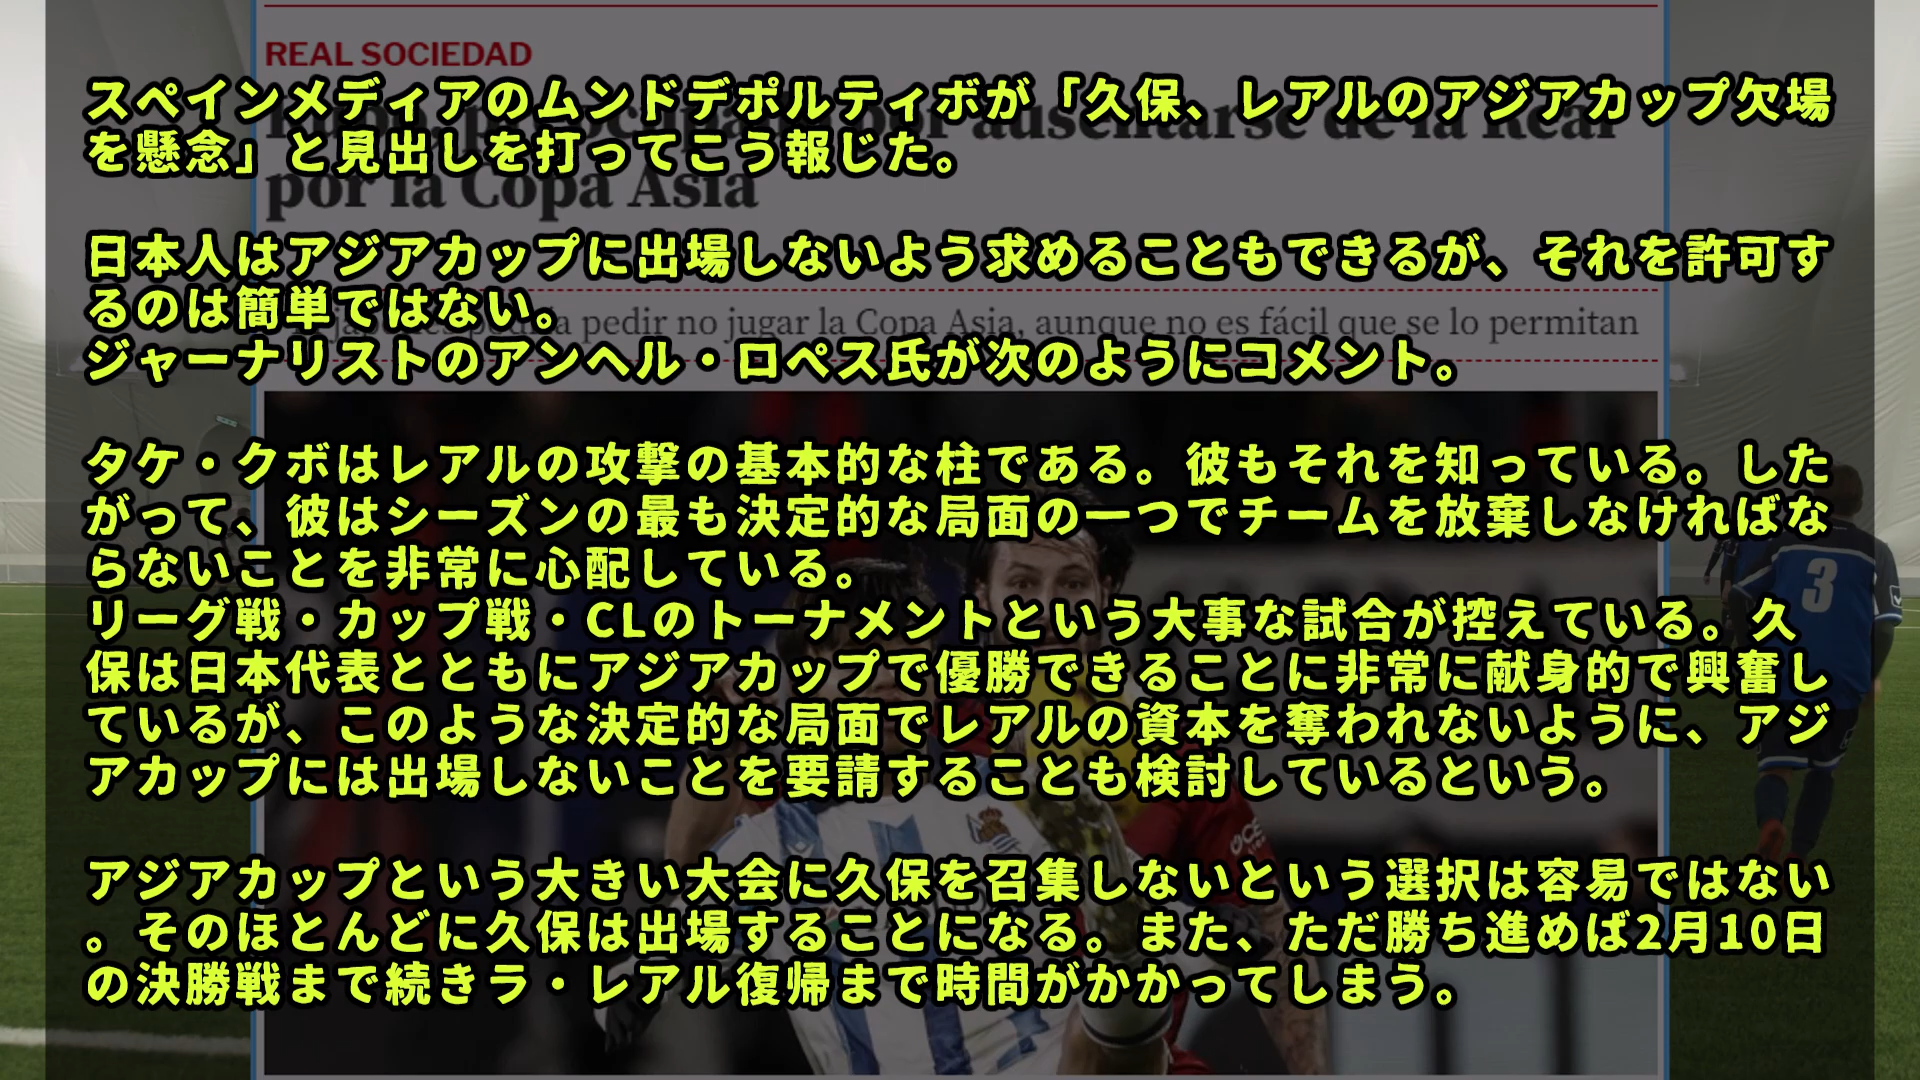 REAL SOCIEDAD
スペインメディアのムンドデポルティボが「久保、レアルのアジアカップ欠場
を懸念」と見出しを打ってこう報じた。
ausentarse de la Real
por la Copa Asia
日本人はアジアカップに出場しないよう求めることもできるが、それを許可す
るのは簡単ではない。
a pedir no jugar la Copa Asia, aunque no es fácil que se lo permitan
ジャーナリストのアンヘル・ロペス氏が次のようにコメント。
タケ・クボはレアルの攻撃の基本的な柱である。彼もそれを知っている。した
がって、彼はシーズンの最も決定的な局面の一つでチームを放棄しなければな
らないことを非常に心配している。
リーグ戦・カップ戦・CLのトーナメントという大事な試合が控えている。久
保は日本代表とともにアジアカップで優勝できることに非常に献身的で興奮し
ているが、このような決定的な局面でレアルの資本を奪われないように、アジ
アカップには出場しないことを要請することも検討しているという。
アジアカップという大きい大会に久保を召集しないという選択は容易ではない
。そのほとんどに久保は出場することになる。また、ただ勝ち進めば2月10日
の決勝戦まで続きラ・レアル復帰まで時間がかかってしまう。
3